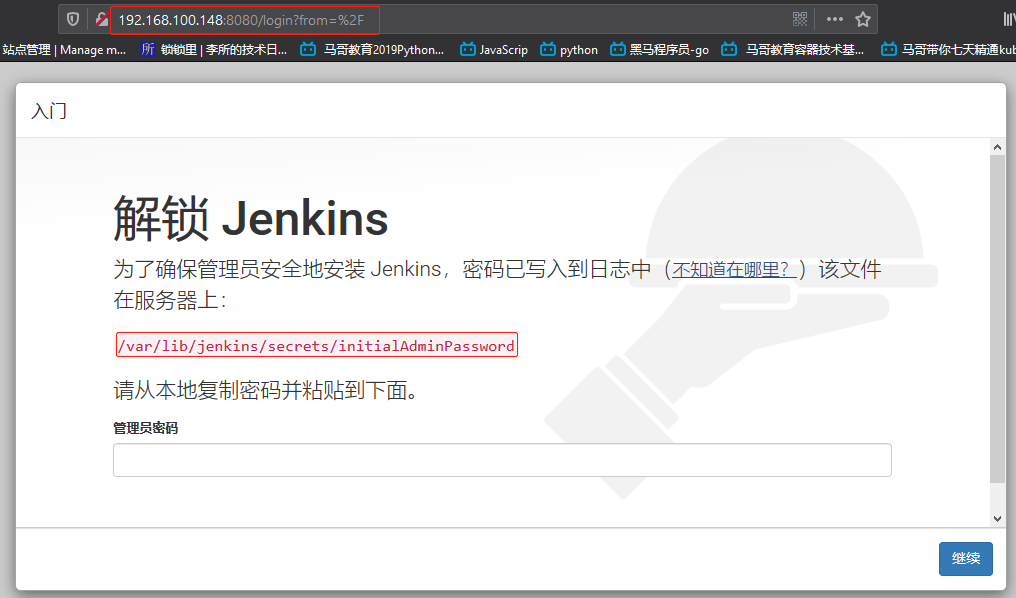 192.168.100.148:8080/login?from=%2F
站点管理 | Manage m... 所 锁锁里 | 李所的技术日... 马哥教育2019Python... JavaScrip python 黑马程序员-go 马哥教育容器技术基... 马哥带你七天精通kub
入门
解锁 Jenkins
为了确保管理员安全地安装 Jenkins，密码已写入到日志中（不知道在哪里？）该文件
在服务器上：
/var/lib/jenkins/secrets/initialAdminPassword
请从本地复制密码并粘贴到下面。
管理员密码
继续